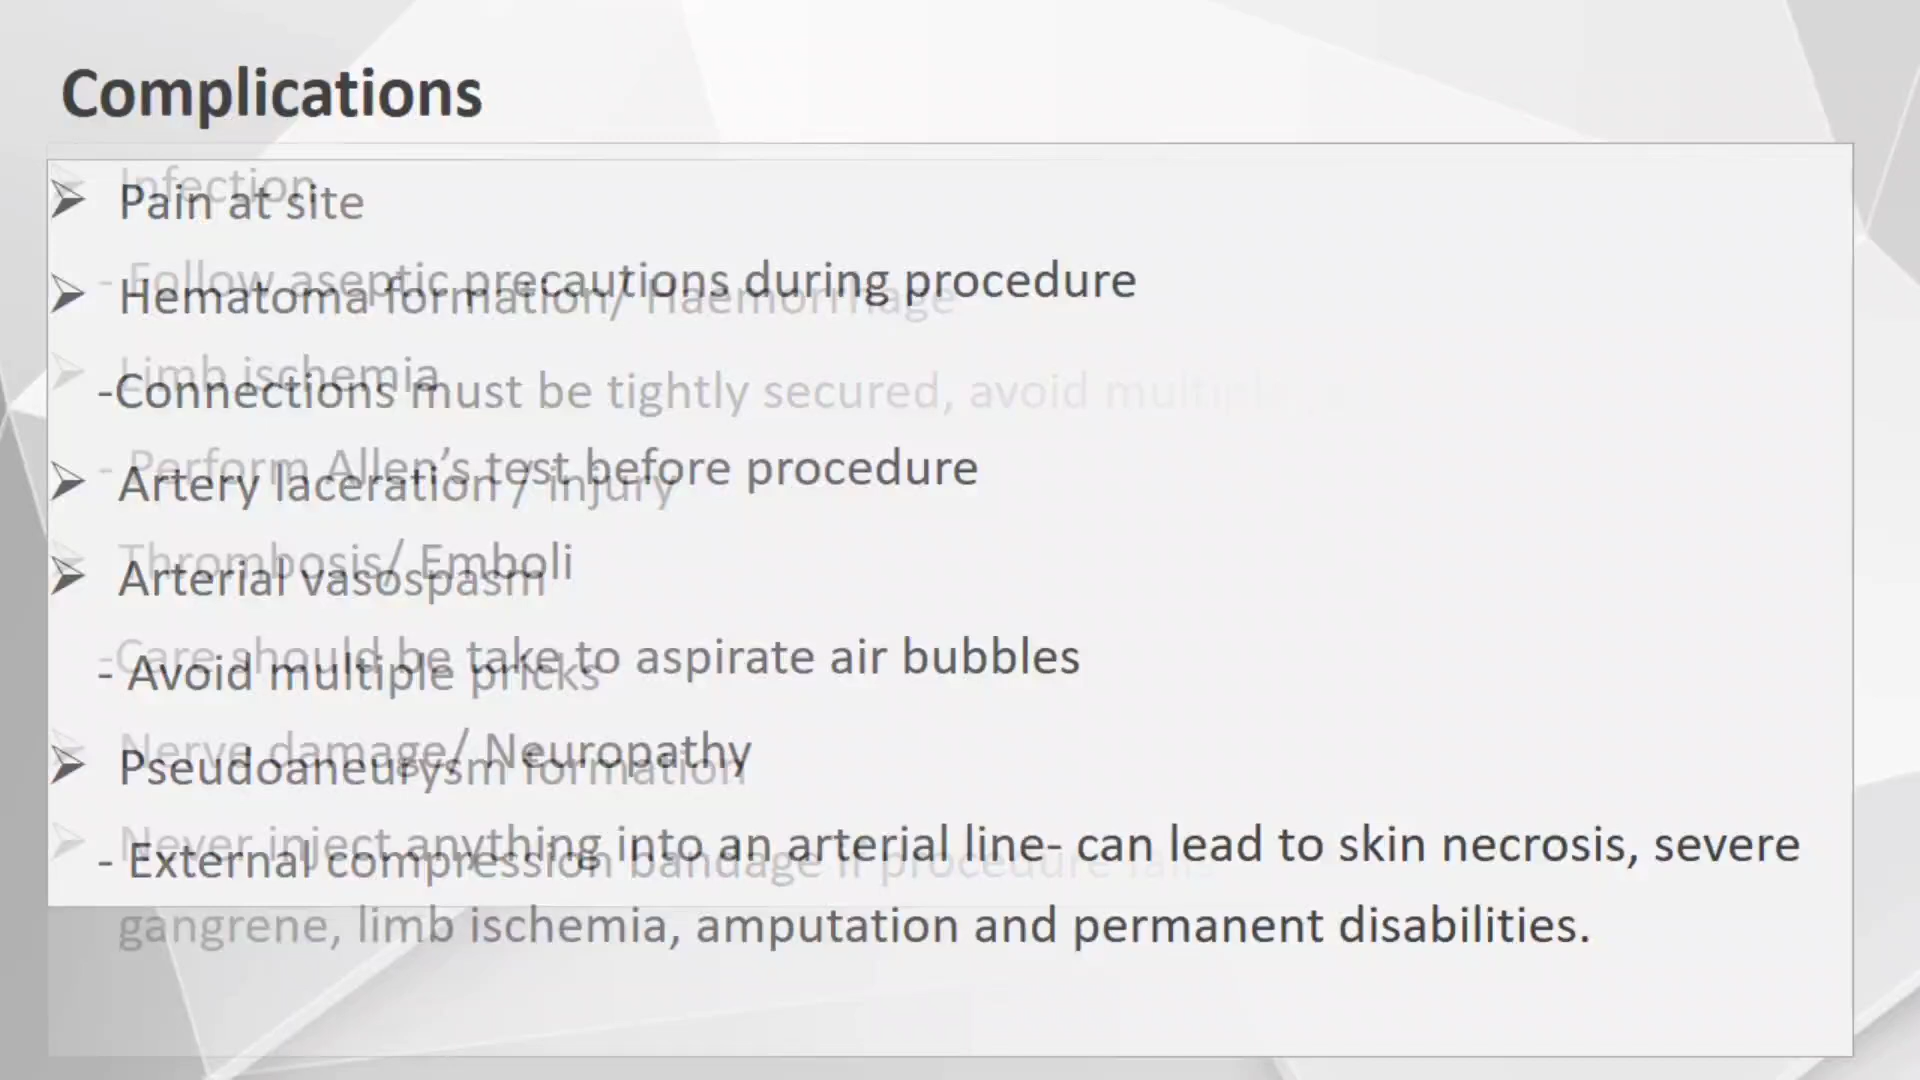 Complications
➢ Pain at site
➢ Hematoma formation/ Haemorrhage
-Connections must be tightly secured, avoid multiple
➢ Artery laceration / injury
➢ Arterial vasospasm
- Avoid multiple pricks
➢ Pseudoaneurysm formation
- External compression bandage if procedure fails
➢ Infection
- Follow aseptic precautions during procedure
➢ Limb ischemia
- Perform Allen’s test before procedure
➢ Thrombosis/ Emboli
-Care should be take to aspirate air bubbles
➢ Nerve damage/ Neuropathy
➢ Never inject anything into an arterial line- can lead to skin necrosis, severe
gangrene, limb ischemia, amputation and permanent disabilities.